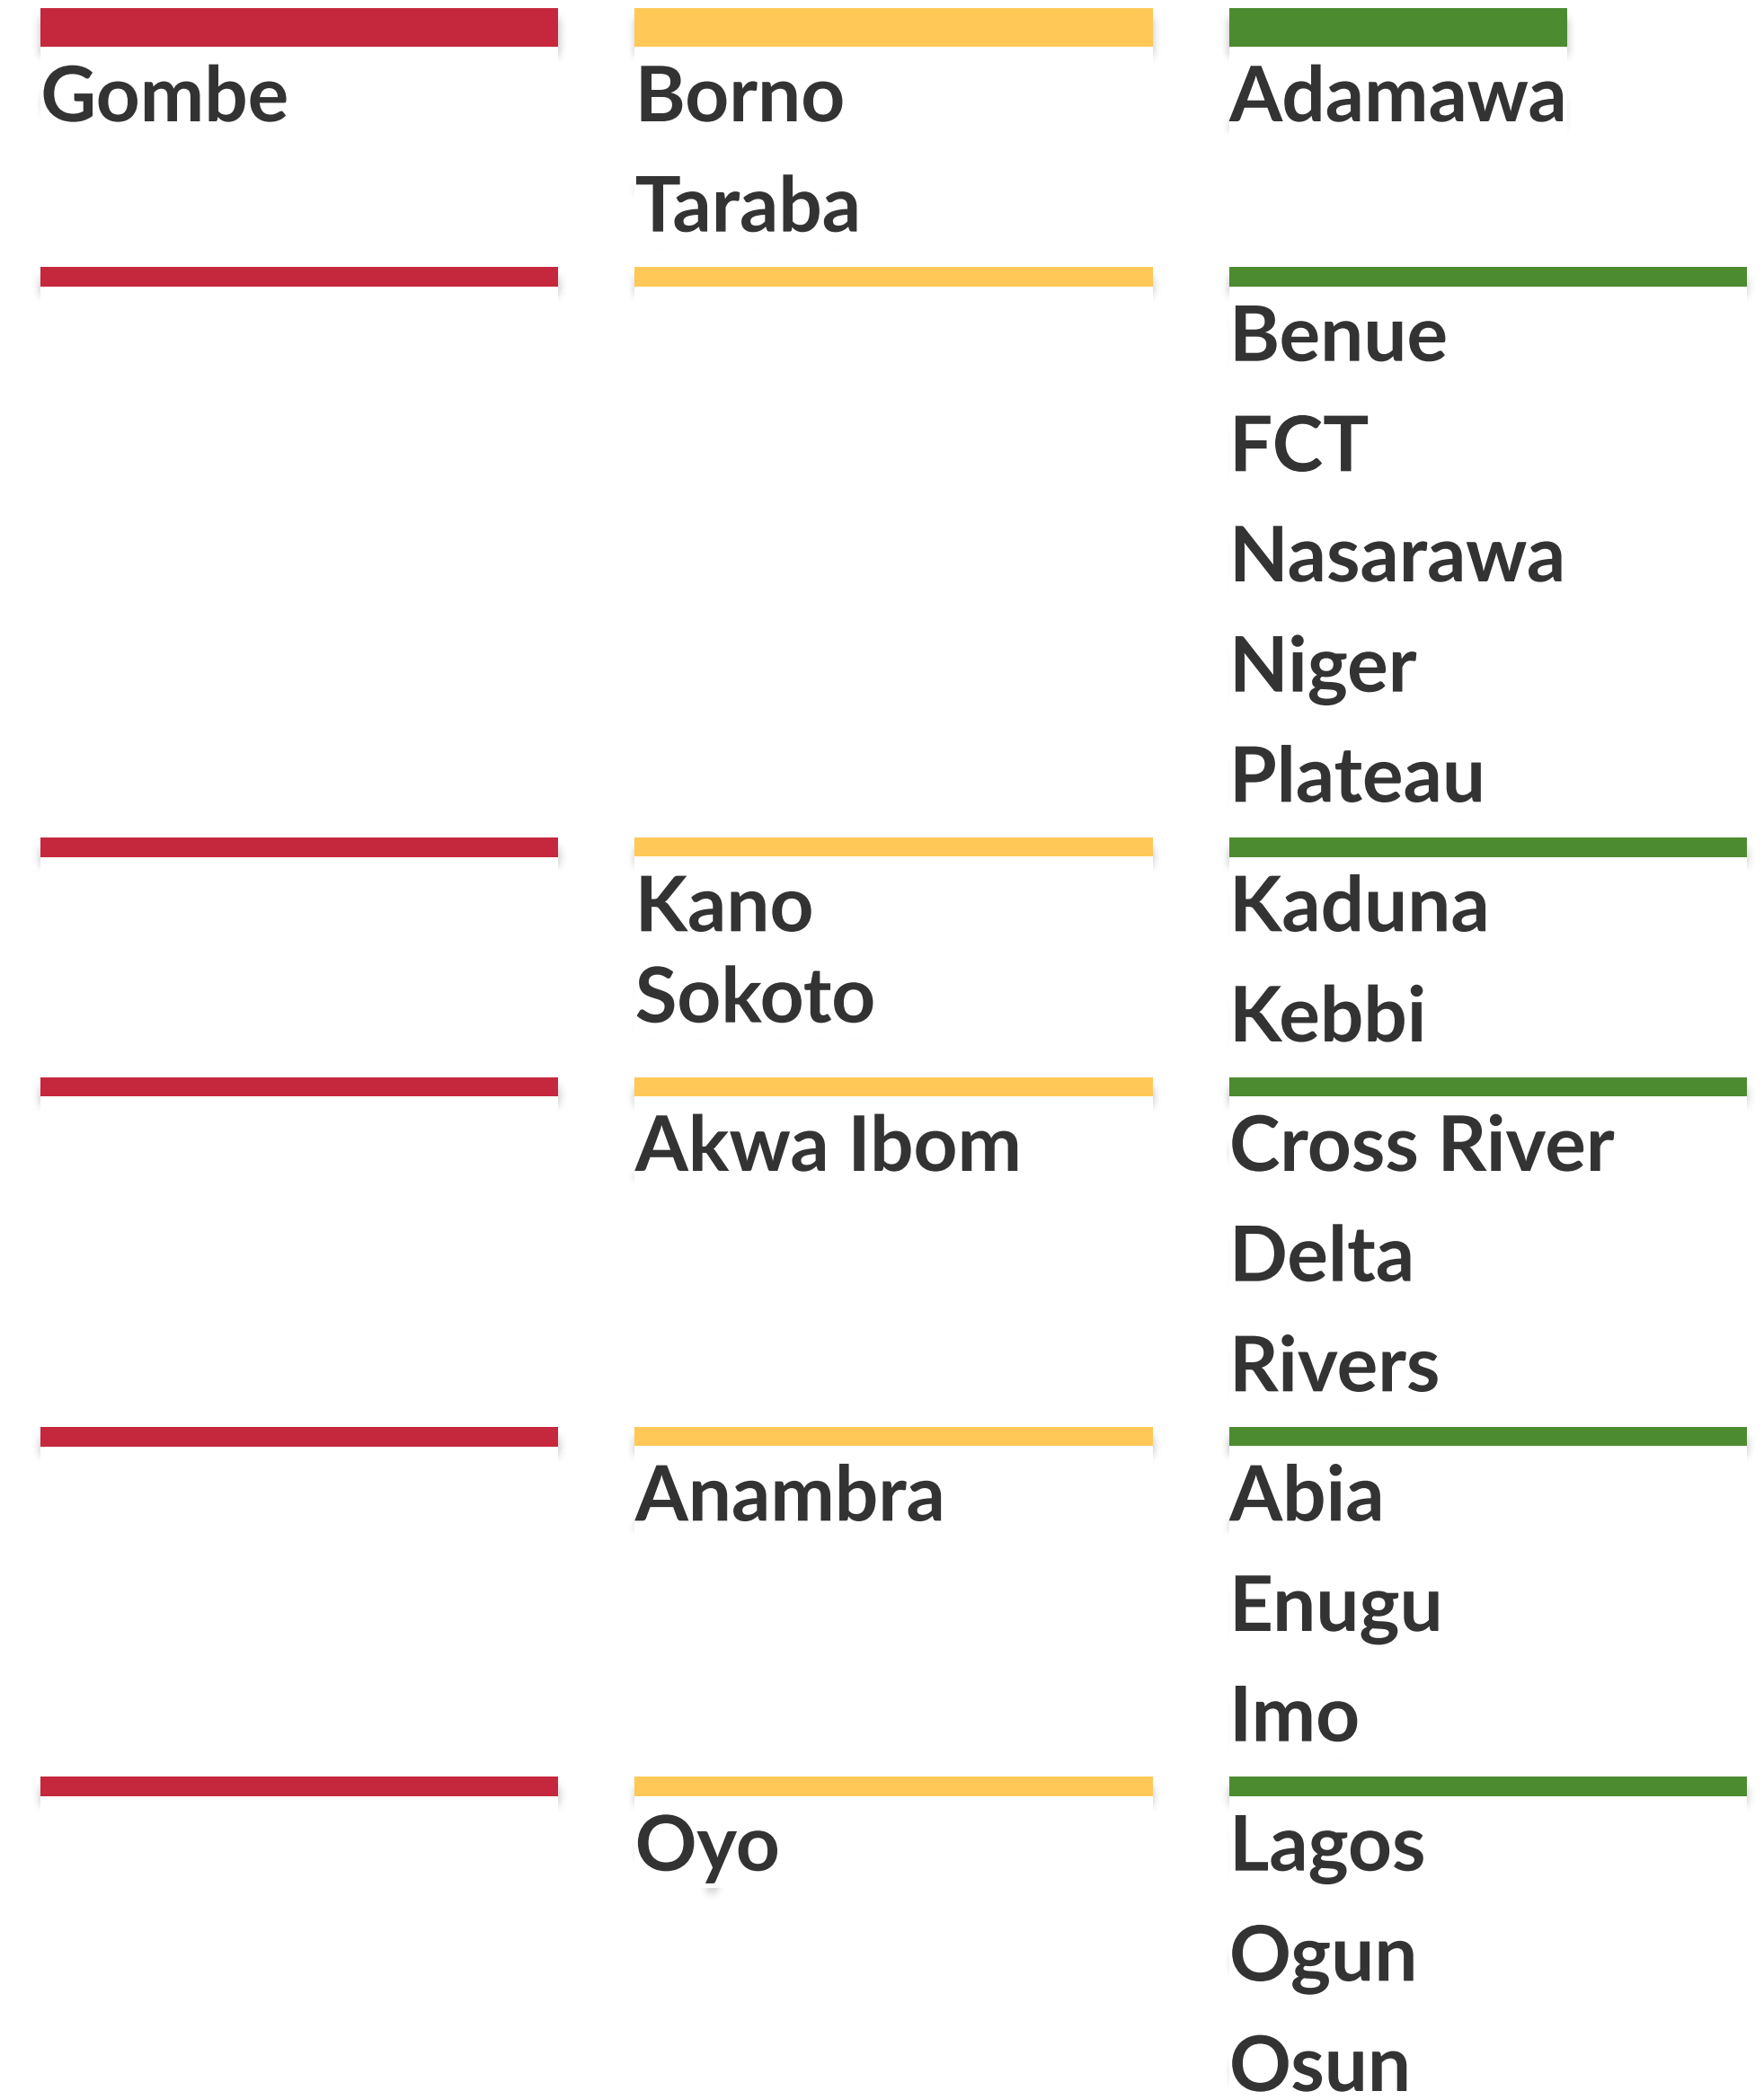 Gombe
Borno
Taraba
Adamawa
Benue
FCT
Nasarawa
Niger
Plateau
Kano
Sokoto
Kaduna
Kebbi
Akwa Ibom
Cross River
Delta
Rivers
Anambra
Abia
Enugu
Imo
Oyo
Lagos
Ogun
Osun